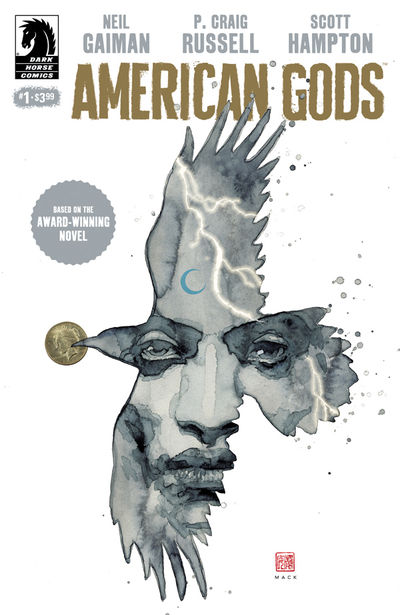 DARK
HORSE
COMICS
#1·$3.99
NEIL
GAIMAN
P. CRAIG
RUSSELL
SCOTT
HAMPTON
AMERICAN GODS
BASED ON THE
AWARD-WINNING
NOVEL
MACK